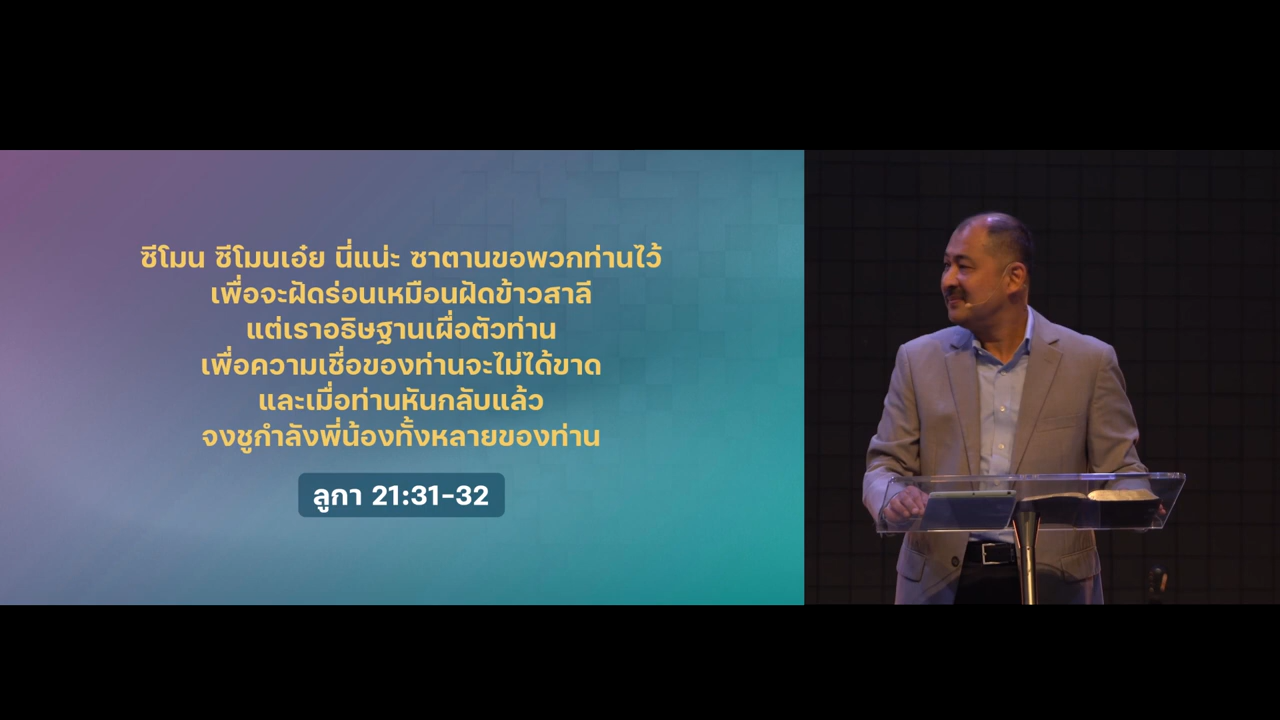 ซีโมน ซีโมนเอ๋ย นี่แน่ะ ซาตานขอพวกท่านไว้
เพื่อจะฝัดร่อนเหมือนฝัดข้าวสาลี
แต่เราอธิษฐานเผื่อตัวท่าน
เพื่อความเชื่อของท่านจะไม่ได้ขาด
และเมื่อท่านหันกลับแล้ว
จงชูกำลังพี่น้องทั้งหลายของท่าน
ลูกา 21:31-32